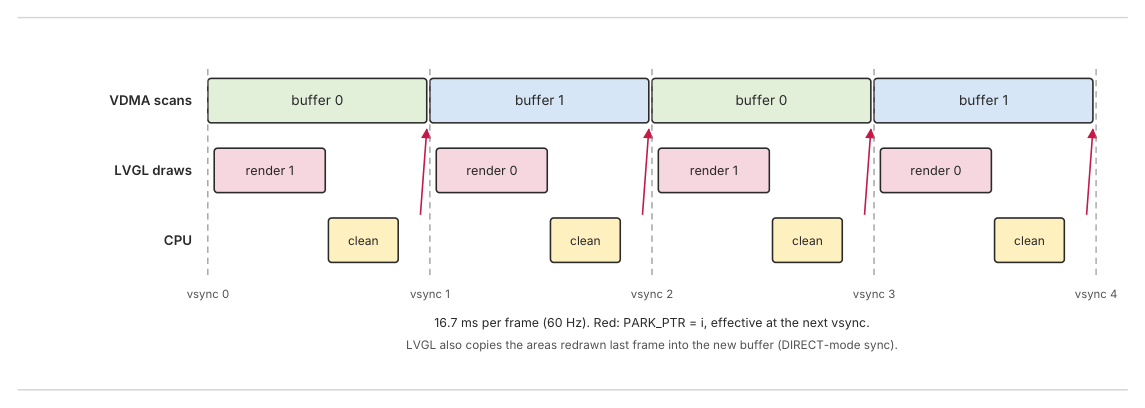 VDMA scans buffer 0 buffer 1 buffer 0 buffer 1
LVGL draws render 1 render 0 render 1 render 0
CPU clean clean clean clean
vsync 0 vsync 1 vsync 2 vsync 3 vsync 4
16.7 ms per frame (60 Hz). Red: PARK_PTR = i, effective at the next vsync.
LVGL also copies the areas redrawn last frame into the new buffer (DIRECT-mode sync).